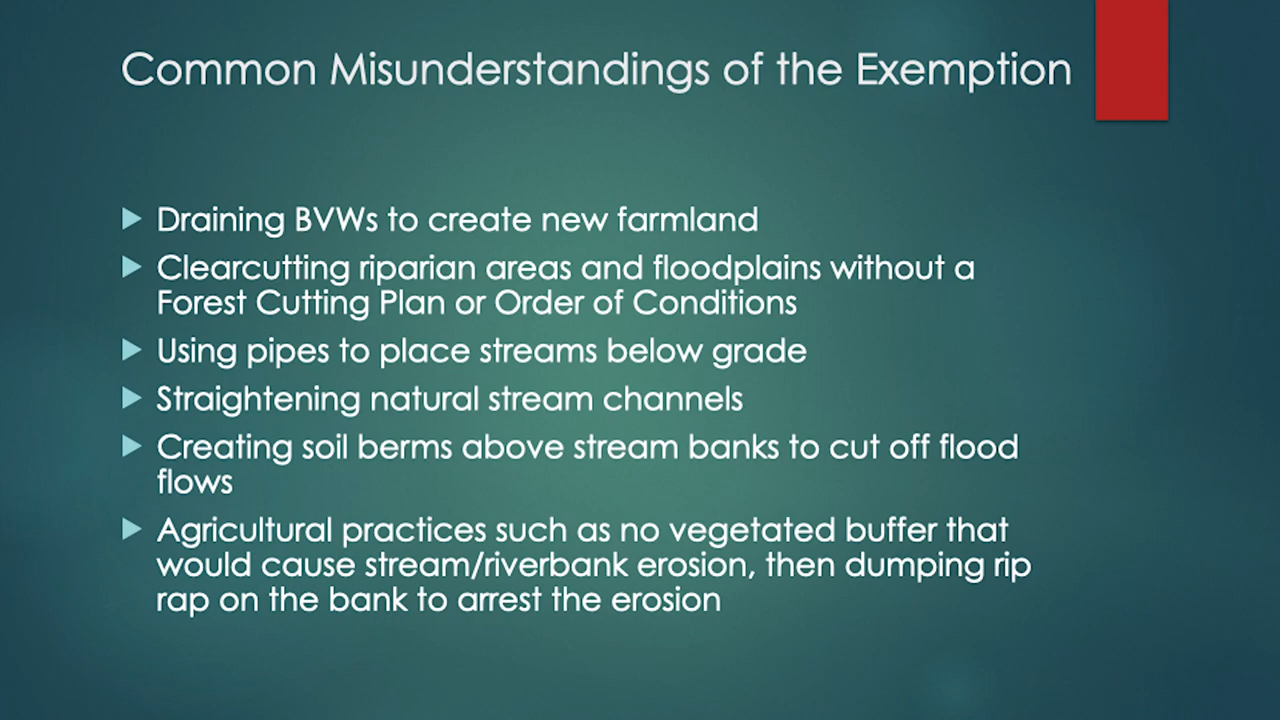 Common Misunderstandings of the Exemption
Draining BVWs to create new farmland
Clearcutting riparian areas and floodplains without a
Forest Cutting Plan or Order of Conditions
Using pipes to place streams below grade
Straightening natural stream channels
Creating soil berms above stream banks to cut off flood
flows
Agricultural practices such as no vegetated buffer that
would cause stream/riverbank erosion, then dumping rip
rap on the bank to arrest the erosion